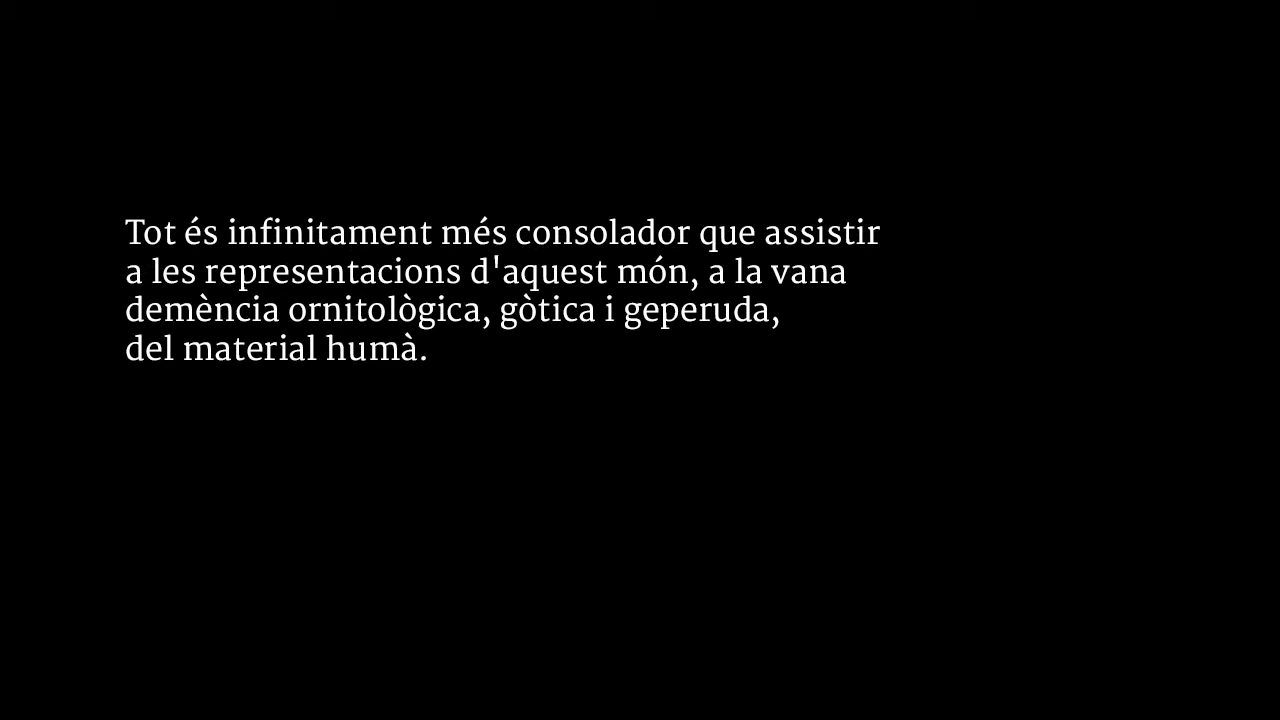 Tot és infinitament més consolador que assistir
a les representacions d'aquest món, a la vana
demència ornitològica, gòtica i geperuda,
del material humà.